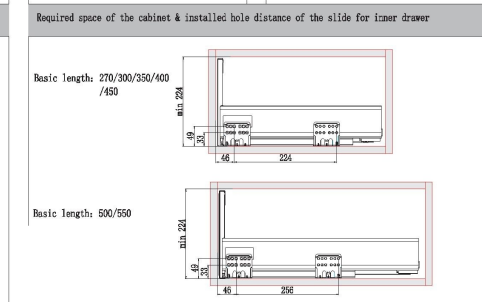 Required space of the cabinet & installed hole distance of the slide for inner drawer
Basic length: 270/300/350/400
/450
min 224
49
33
46
224
Basic length: 500/550
min 224
49
33
46
256